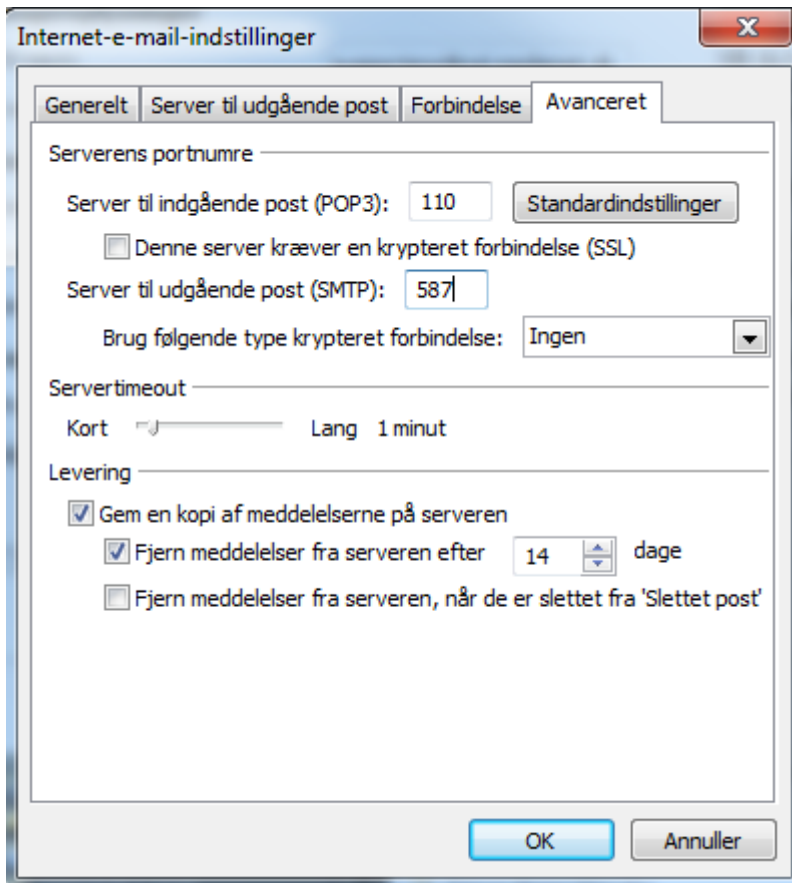 Internet-e-mail-indstillinger
Generelt Server til udgående post Forbindelse Avanceret
Serverens portnumre
Server til indgående post (POP3): 110 Standardindstillinger
Denne server kræver en krypteret forbindelse (SSL)
Server til udgående post (SMTP): 587
Brug følgende type krypteret forbindelse: Ingen
Servertimeout
Kort Lang 1 minut
Levering
Gem en kopi af meddelelserne på serveren
Fjern meddelelser fra serveren efter 14 dage
Fjern meddelelser fra serveren, når de er slettet fra 'Slettet post'
OK Annuller